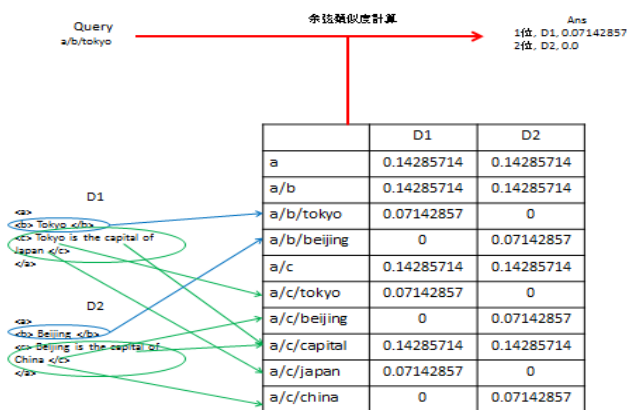 Query
a/b/tokyo
余弦類似度計算
Ans
1位, D1, 0.07142857
2位, D2, 0.0
D1
<a>
<b> Tokyo </b>
<c> Tokyo is the capital of
Japan </c>
</a>
D2
<a>
<b> Beijing </b>
<c> Beijing is the capital of
China </c>
</a>
D1 D2
a 0.14285714 0.14285714
a/b 0.14285714 0.14285714
a/b/tokyo 0.07142857 0
a/b/beijing 0 0.07142857
a/c 0.14285714 0.14285714
a/c/tokyo 0.07142857 0
a/c/beijing 0 0.07142857
a/c/capital 0.14285714 0.14285714
a/c/japan 0.07142857 0
a/c/china 0 0.07142857